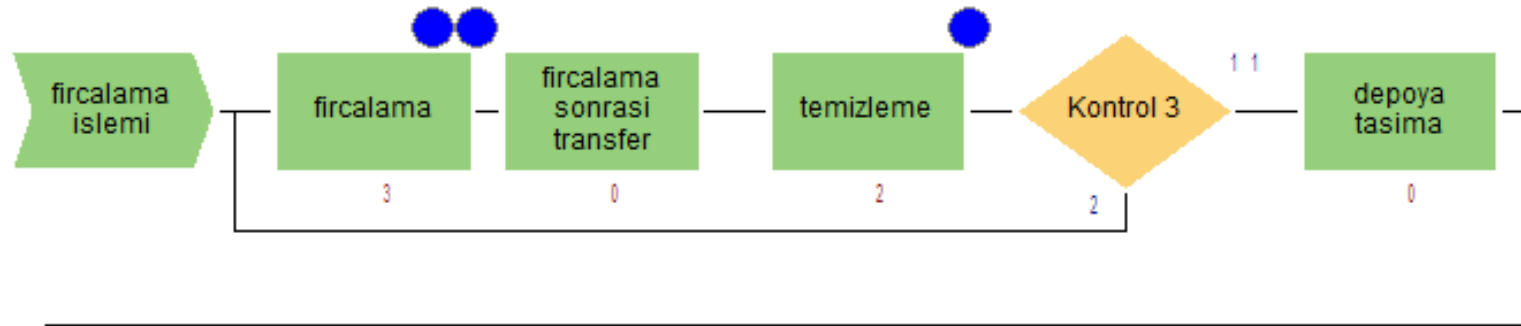 fircalama
islemi
fircalama
fircalama
sonrasi
transfer
temizleme
Kontrol 3
1 1
depoya
tasima
3
0
2
2
0